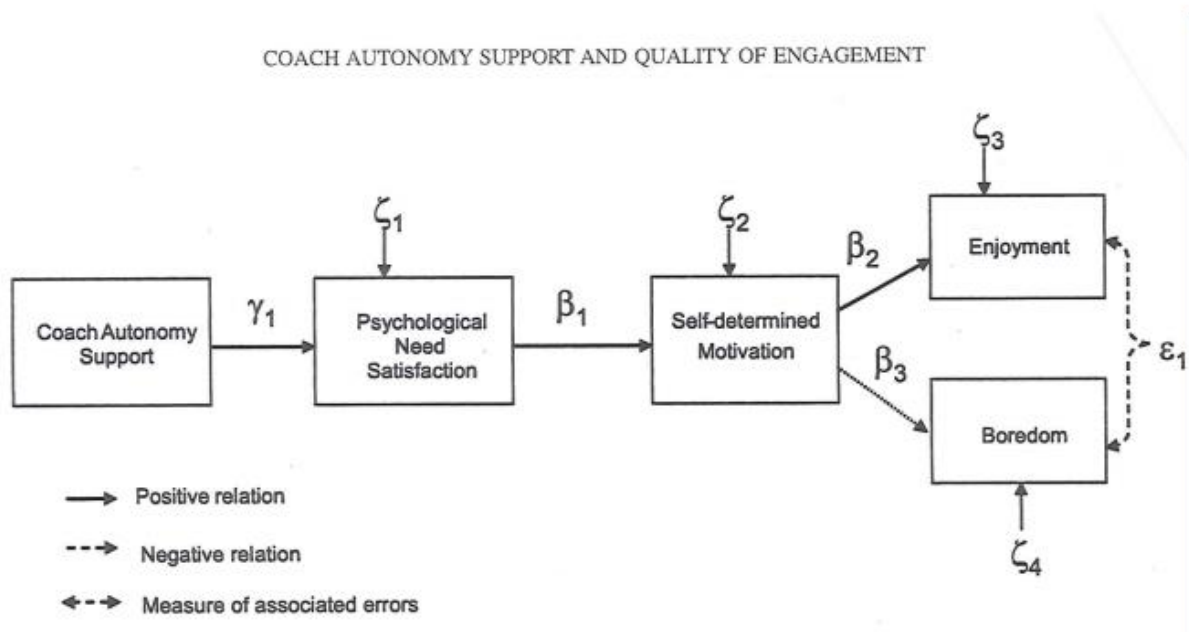 COACH AUTONOMY SUPPORT AND QUALITY OF ENGAGEMENT
ζ3
ζ1
ζ2
β2
Enjoyment
γ1
β1
Coach Autonomy
Support
Psychological
Need
Satisfaction
Self-determined
Motivation
ε1
β3
Boredom
Positive relation
Negative relation
ζ4
Measure of associated errors